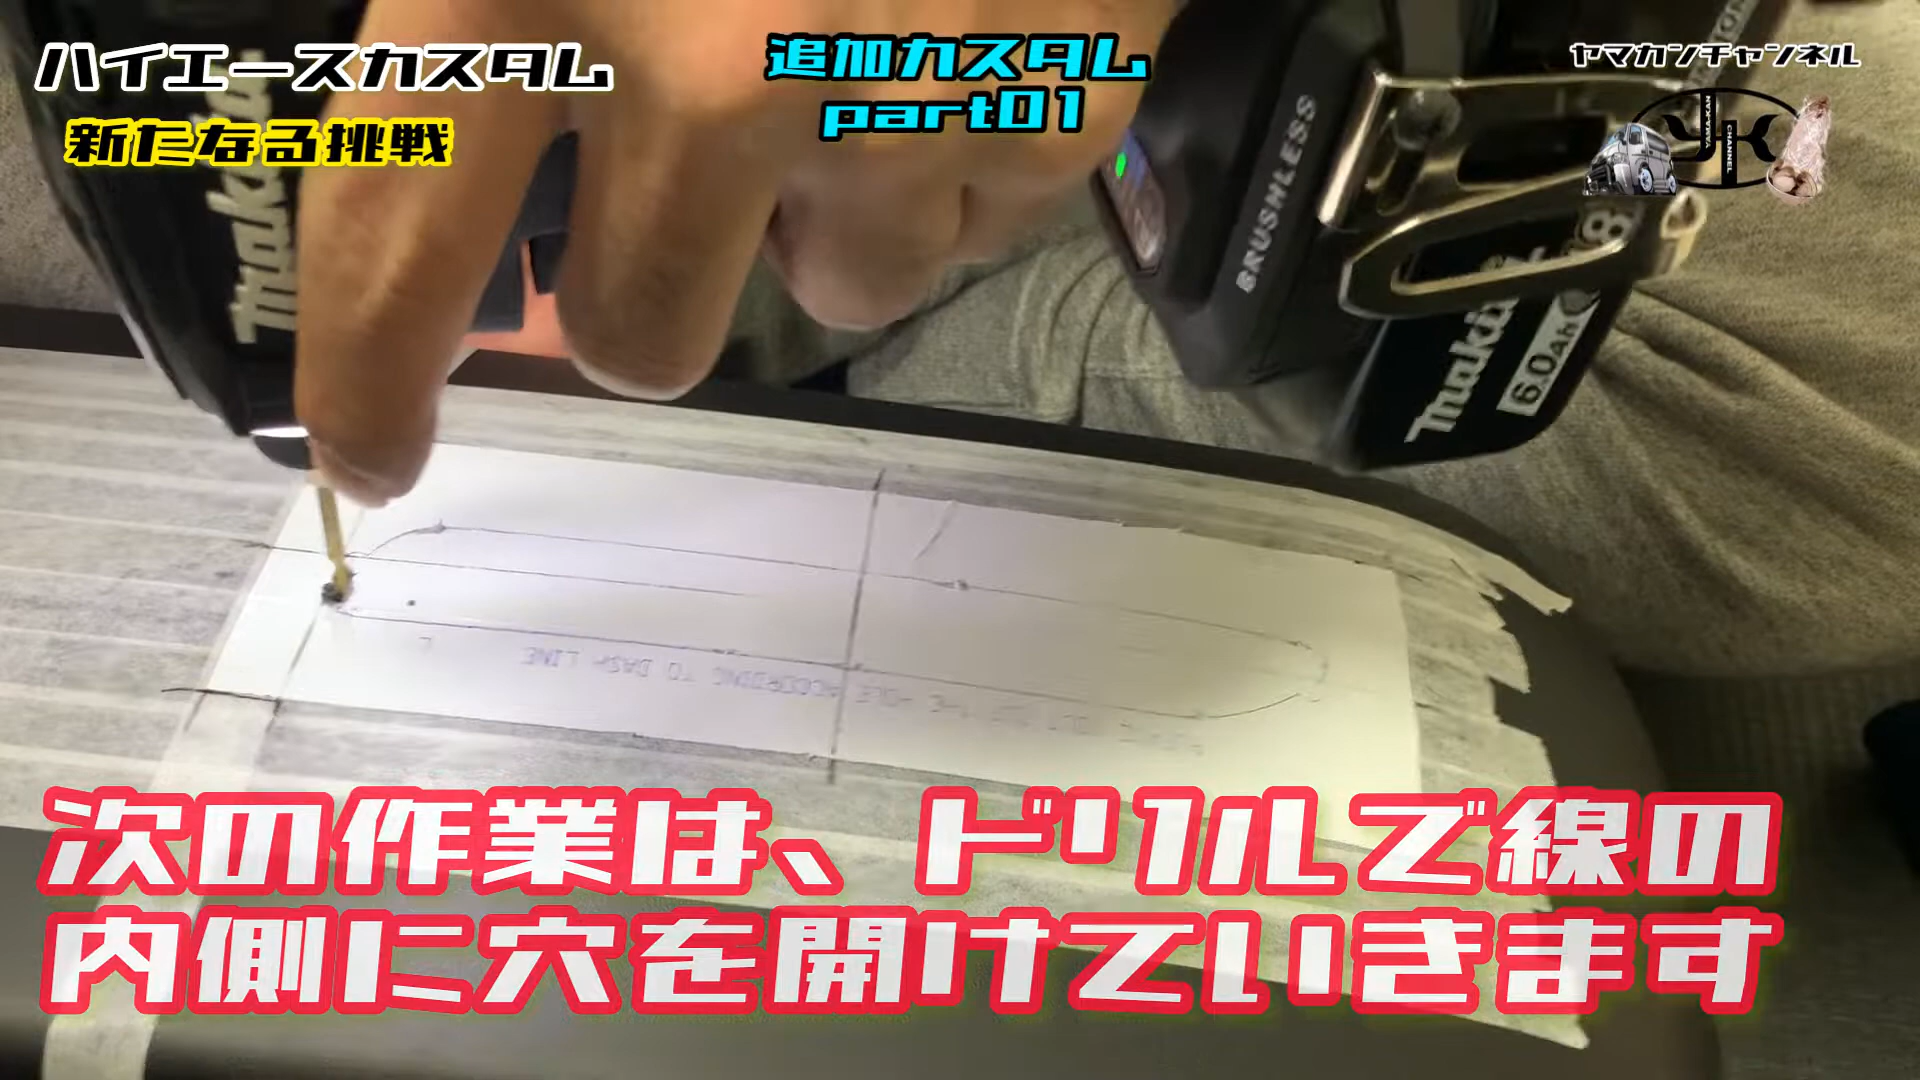 ハイエースカスタム
新たなる挑戦
追加カスタム
part01
ヤマカンチャンネル
YAMA-KAN
CHANNEL
makita
BRUSHLESS
makita
6.0Ah
ACCORDING TO DASH LINE
次の作業は、ドリルで線の
内側に穴を開けていきます